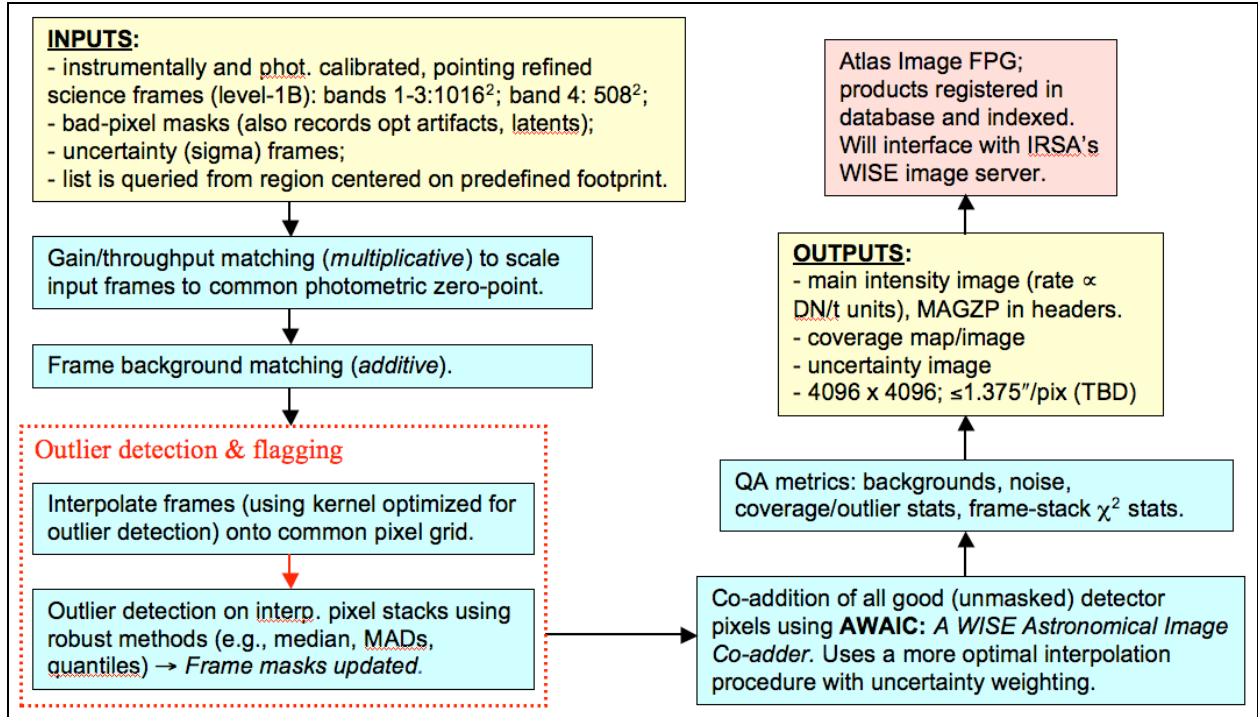 INPUTS:
- instrumentally and phot. calibrated, pointing refined
science frames (level-1B): bands 1-3:1016²; band 4: 508²;
- bad-pixel masks (also records opt artifacts, latents);
- uncertainty (sigma) frames;
- list is queried from region centered on predefined footprint.
Gain/throughput matching (multiplicative) to scale
input frames to common photometric zero-point.
Frame background matching (additive).
Outlier detection & flagging
Interpolate frames (using kernel optimized for
outlier detection) onto common pixel grid.
Outlier detection on interp. pixel stacks using
robust methods (e.g., median, MADs,
quantiles) → Frame masks updated.
Co-addition of all good (unmasked) detector
pixels using AWAIC: A WISE Astronomical Image
Co-adder. Uses a more optimal interpolation
procedure with uncertainty weighting.
QA metrics: backgrounds, noise,
coverage/outlier stats, frame-stack χ² stats.
OUTPUTS:
- main intensity image (rate ∝
DN/t units), MAGZP in headers.
- coverage map/image
- uncertainty image
- 4096 x 4096; ≤1.375″/pix (TBD)
Atlas Image FPG;
products registered in
database and indexed.
Will interface with IRSA's
WISE image server.